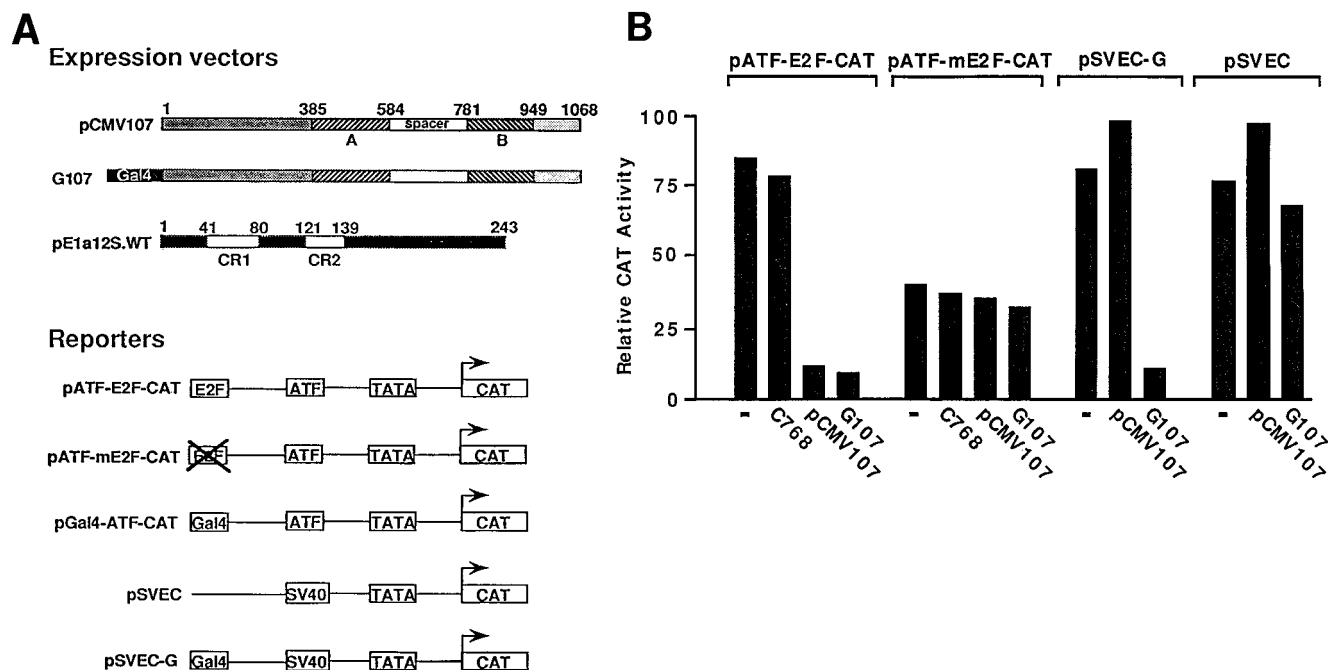 A
Expression vectors
1 385 584 781 949 1068
pCMV107 spacer
A B
G107 Gal4
1 41 80 121 139 243
pE1a12S.WT
CR1 CR2
Reporters
pATF-E2F-CAT E2F ATF TATA CAT
pATF-mE2F-CAT E2F ATF TATA CAT
pGal4-ATF-CAT Gal4 ATF TATA CAT
pSVEC SV40 TATA CAT
pSVEC-G Gal4 SV40 TATA CAT
B
pATF-E2F-CAT pATF-mE2F-CAT pSVEC-G pSVEC
Relative CAT Activity
100
75
50
25
0
- C768 pCMV107 G107 - C768 pCMV107 G107 - pCMV107 G107 - pCMV107 G107